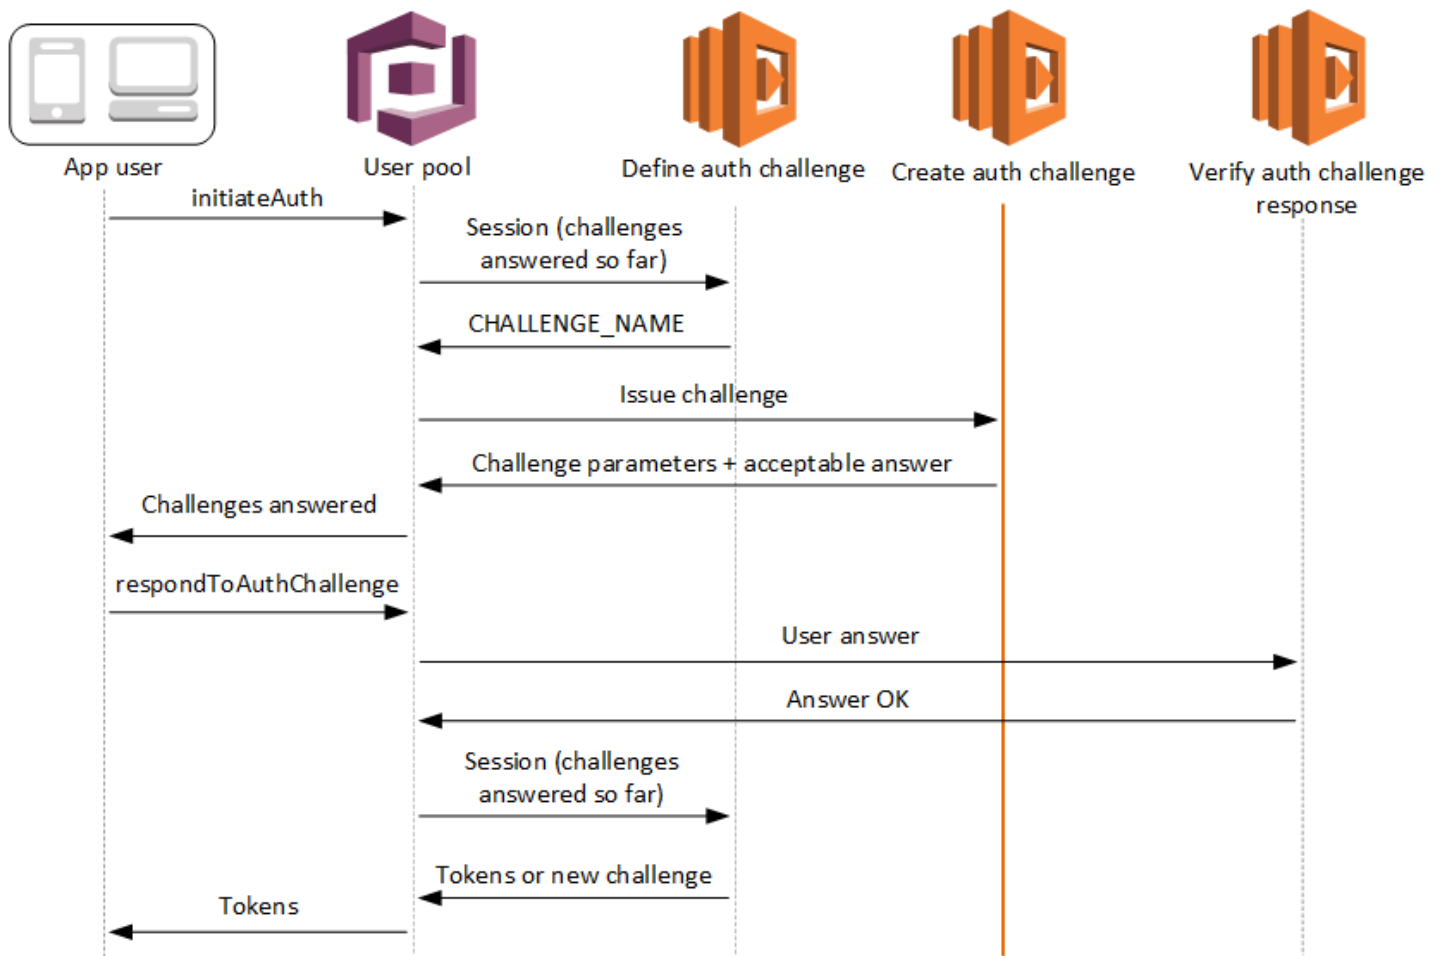 App user
User pool
Define auth challenge
Create auth challenge
Verify auth challenge
response
initiateAuth
Session (challenges
answered so far)
CHALLENGE_NAME
Issue challenge
Challenge parameters + acceptable answer
Challenges answered
respondToAuthChallenge
User answer
Answer OK
Session (challenges
answered so far)
Tokens or new challenge
Tokens